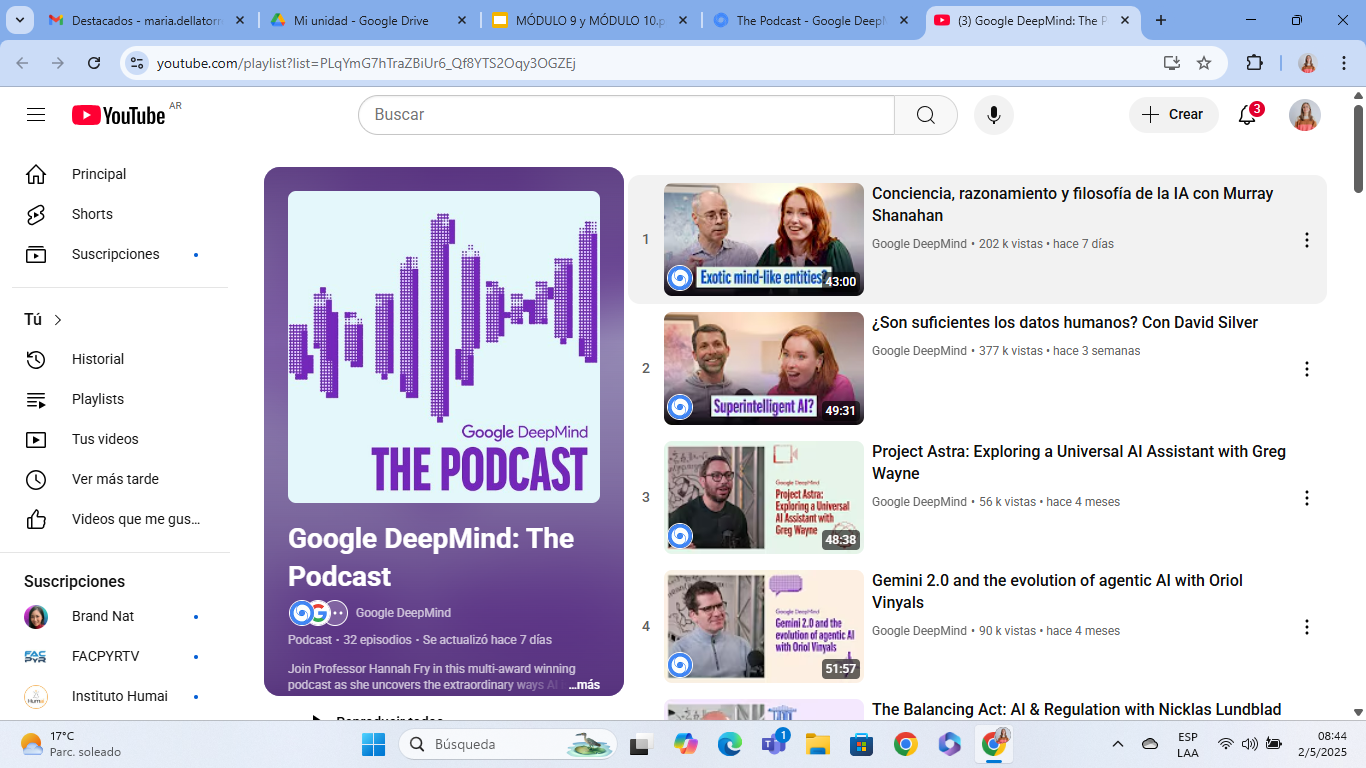 Destacados - maria.dellatorr
Mi unidad - Google Drive
MÓDULO 9 y MÓDULO 10.p
The Podcast - Google DeepM
(3) Google DeepMind: The P
youtube.com/playlist?list=PLqYmG7hTraZBiUr6_Qf8YTS2Oqy3OGZEj
YouTube AR
Buscar
Crear
3
Principal
Shorts
Suscripciones
Tú
Historial
Playlists
Tus videos
Ver más tarde
Videos que me gus...
Suscripciones
Brand Nat
FACPYRTV
Instituto Humai
Google DeepMind
THE PODCAST
Google DeepMind: The
Podcast
Google DeepMind
Podcast • 32 episodios • Se actualizó hace 7 días
Join Professor Hannah Fry in this multi-award winning
podcast as she uncovers the extraordinary ways AI ...más
Reproducir todos
1
Exotic mind-like entities?
43:00
Conciencia, razonamiento y filosofía de la IA con Murray
Shanahan
Google DeepMind • 202 k vistas • hace 7 días
2
Superintelligent AI?
49:31
¿Son suficientes los datos humanos? Con David Silver
Google DeepMind • 377 k vistas • hace 3 semanas
3
Google DeepMind
Project Astra:
Exploring a Universal
AI Assistant with
Greg Wayne
48:38
Project Astra: Exploring a Universal AI Assistant with Greg
Wayne
Google DeepMind • 56 k vistas • hace 4 meses
4
Google DeepMind
Gemini 2.0 and the
evolution of agentic AI
with Oriol
Vinyals
51:57
Gemini 2.0 and the evolution of agentic AI with Oriol
Vinyals
Google DeepMind • 90 k vistas • hace 4 meses
The Balancing Act: AI & Regulation with Nicklas Lundblad
17°C
Parc. soleado
Búsqueda
1
ESP
LAA
08:44
2/5/2025